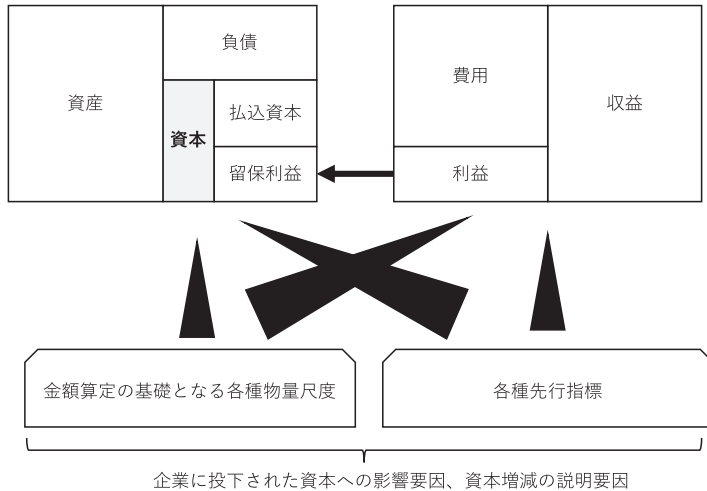 資産
負債
資本
払込資本
留保利益
費用
利益
収益
金額算定の基礎となる各種物量尺度
各種先行指標
企業に投下された資本への影響要因、資本増減の説明要因